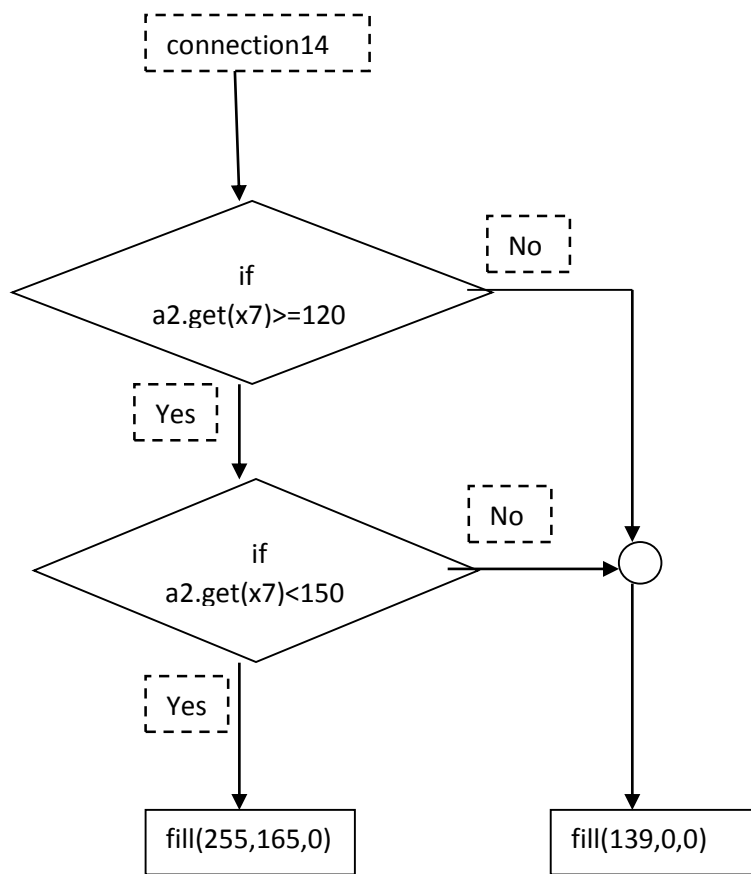 connection14
No
if
a2.get(x7)>=120
Yes
No
if
a2.get(x7)<150
Yes
fill(255,165,0)
fill(139,0,0)